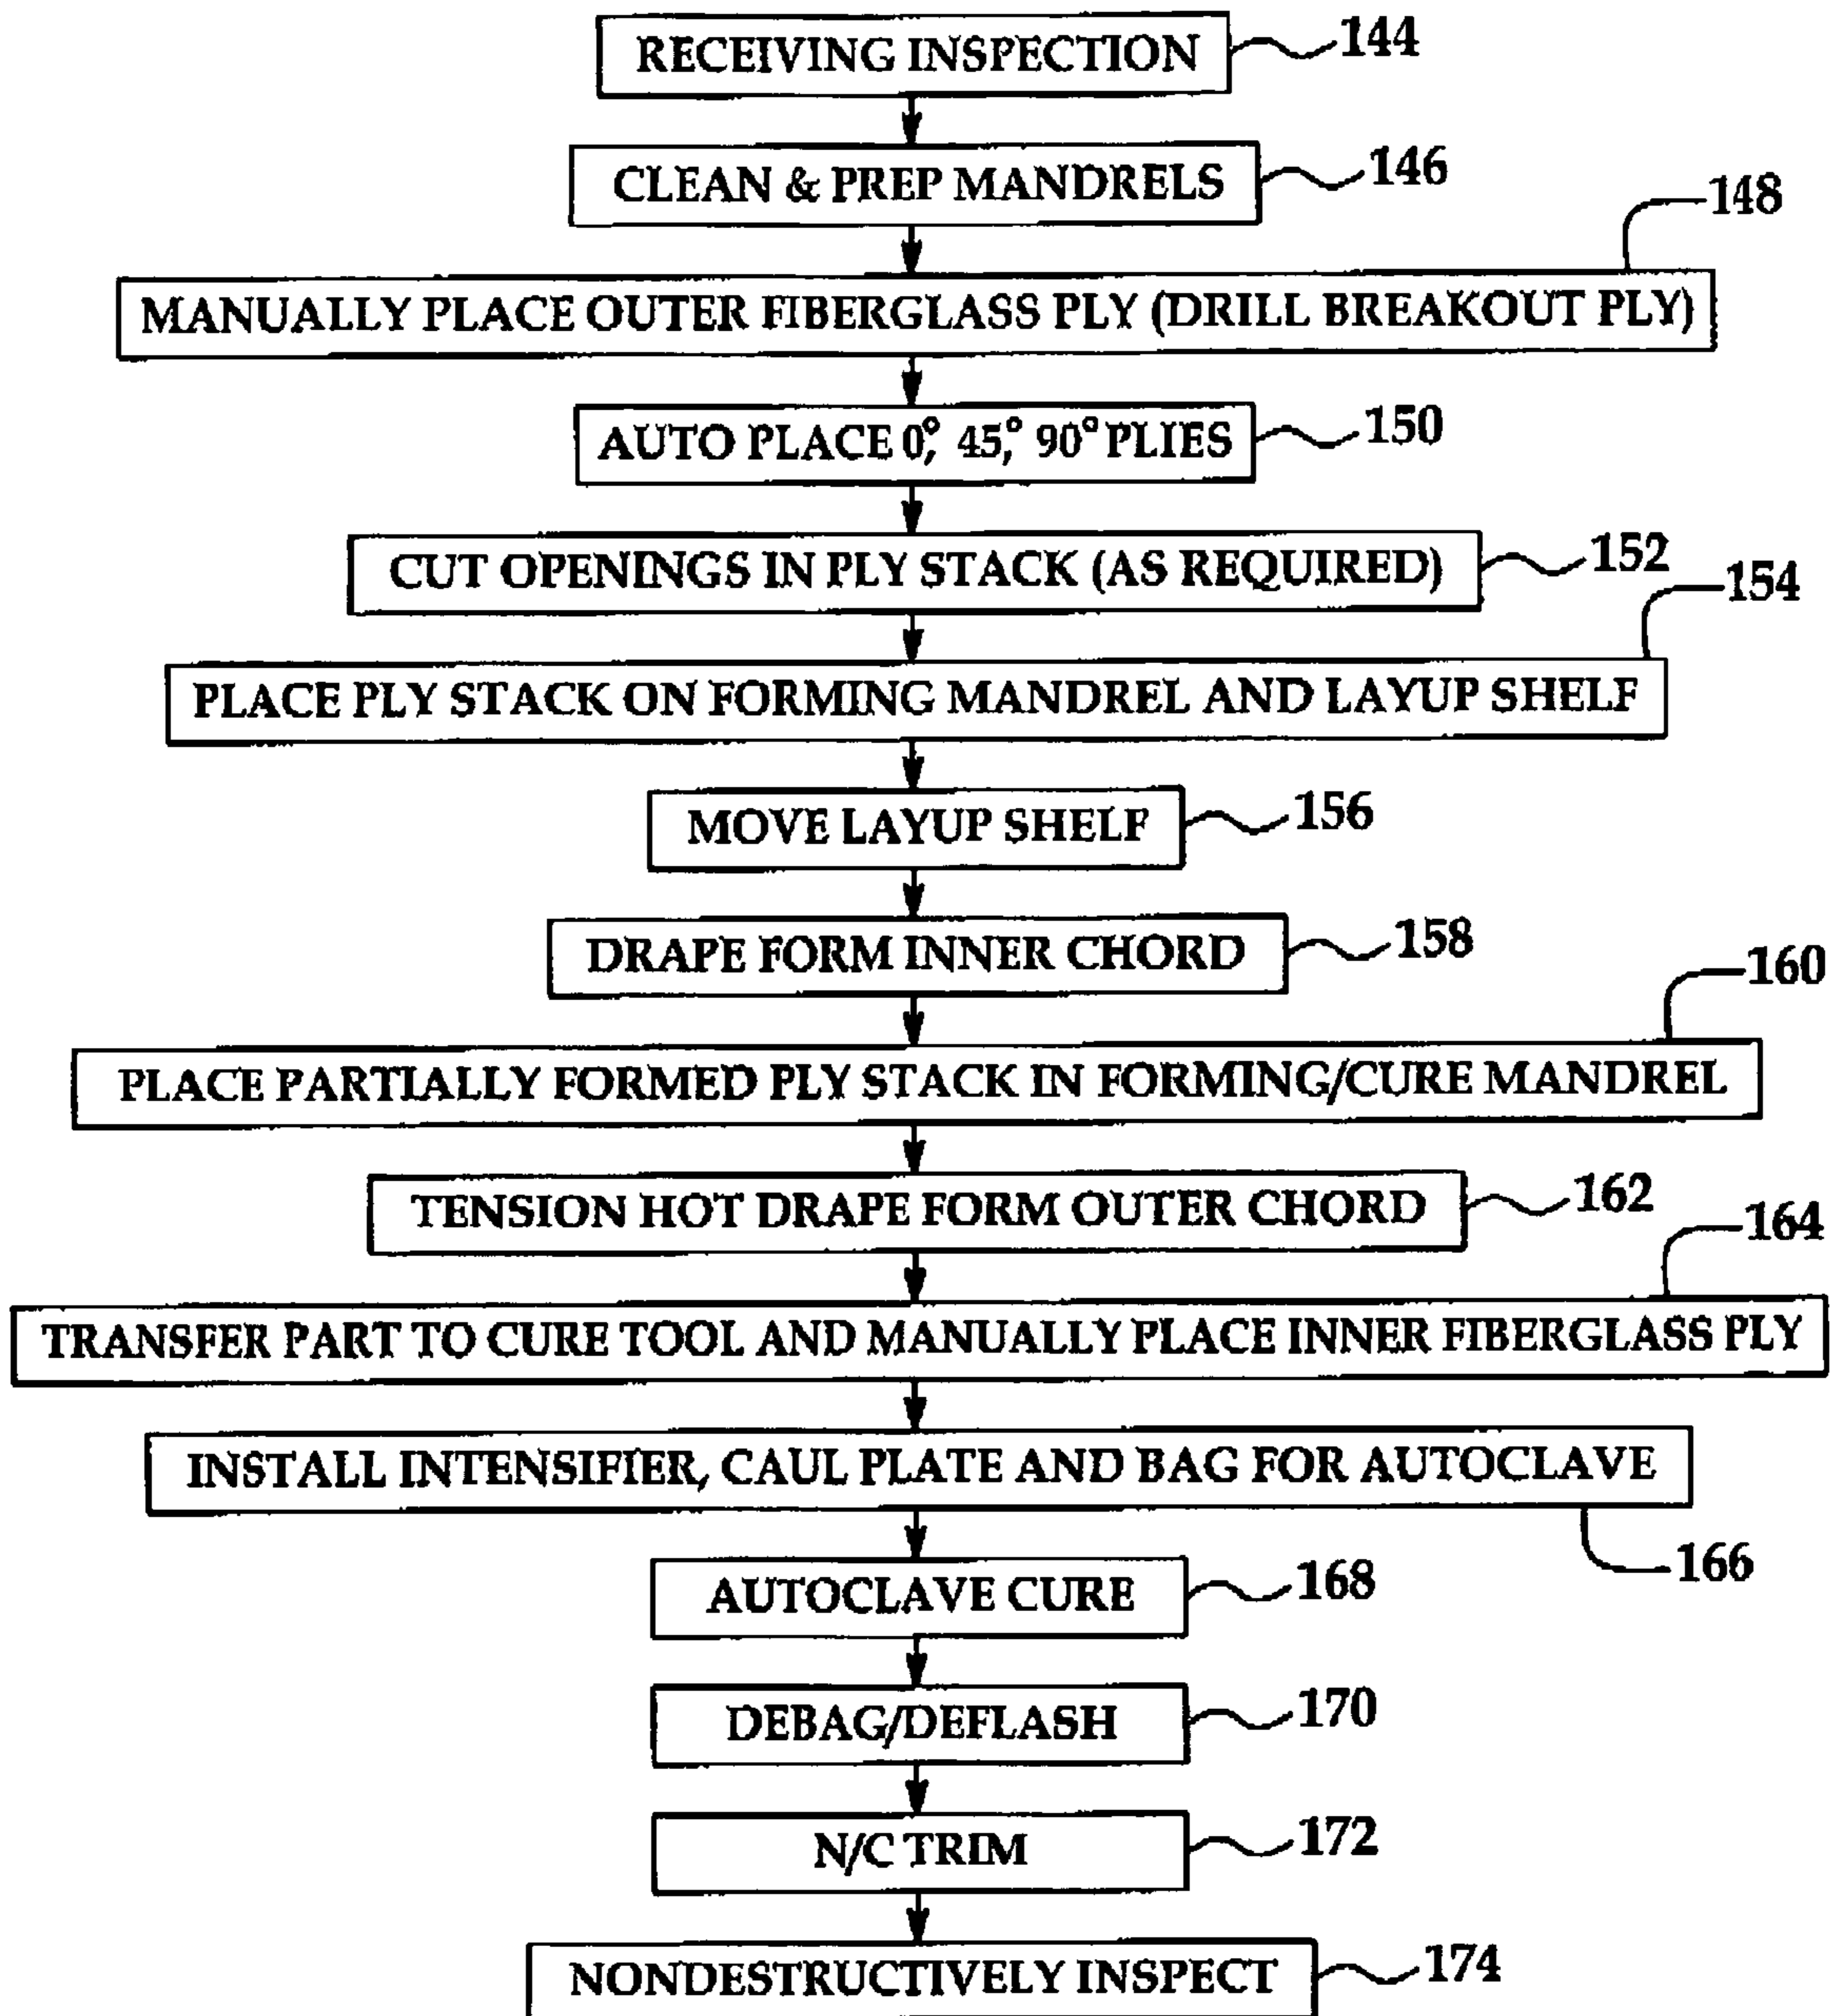 RECEIVING INSPECTION
144
CLEAN & PREP MANDRELS
146
148
MANUALLY PLACE OUTER FIBERGLASS PLY (DRILL BREAKOUT PLY)
AUTO PLACE 0°, 45°, 90° PLIES
150
CUT OPENINGS IN PLY STACK (AS REQUIRED)
152
154
PLACE PLY STACK ON FORMING MANDREL AND LAYUP SHELF
MOVE LAYUP SHELF
156
DRAPE FORM INNER CHORD
158
160
PLACE PARTIALLY FORMED PLY STACK IN FORMING/CURE MANDREL
TENSION HOT DRAPE FORM OUTER CHORD
162
164
TRANSFER PART TO CURE TOOL AND MANUALLY PLACE INNER FIBERGLASS PLY
INSTALL INTENSIFIER, CAUL PLATE AND BAG FOR AUTOCLAVE
166
AUTOCLAVE CURE
168
DEBAG/DEFLASH
170
N/C TRIM
172
NONDESTRUCTIVELY INSPECT
174